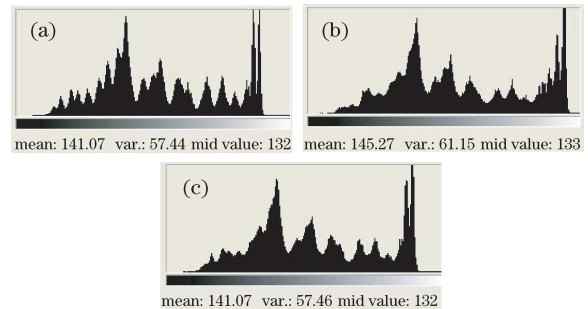 (a)
mean: 141.07 var.: 57.44 mid value: 132
(b)
mean: 145.27 var.: 61.15 mid value: 133
(c)
mean: 141.07 var.: 57.46 mid value: 132